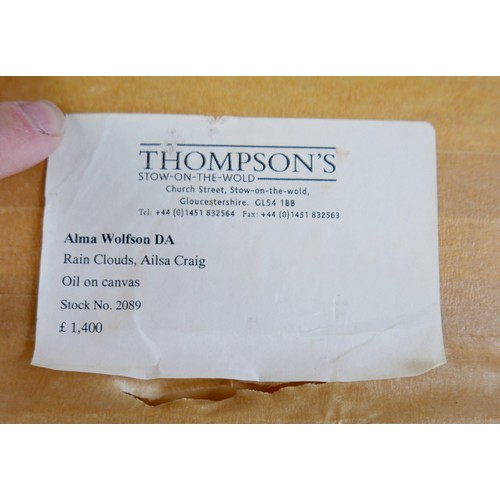 THOMPSON'S
STOW-ON-THE-WOLD
Church Street, Stow-on-the-wold,
Gloucestershire. GL54 1BB
Tel: +44 (0)1451 832564 Fax: +44 (0)1451 832563
Alma Wolfson DA
Rain Clouds, Ailsa Craig
Oil on canvas
Stock No. 2089
£ 1,400